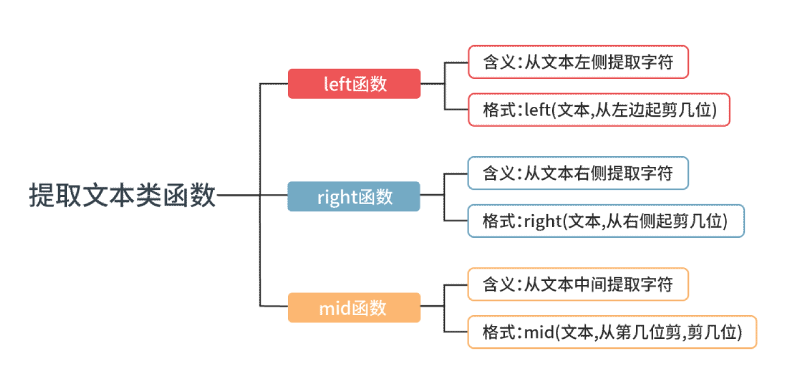 提取文本类函数
left函数
含义:从文本左侧提取字符
格式:left(文本,从左边起剪几位)
right函数
含义:从文本右侧提取字符
格式:right(文本,从右侧起剪几位)
mid函数
含义:从文本中间提取字符
格式:mid(文本,从第几位剪,剪几位)